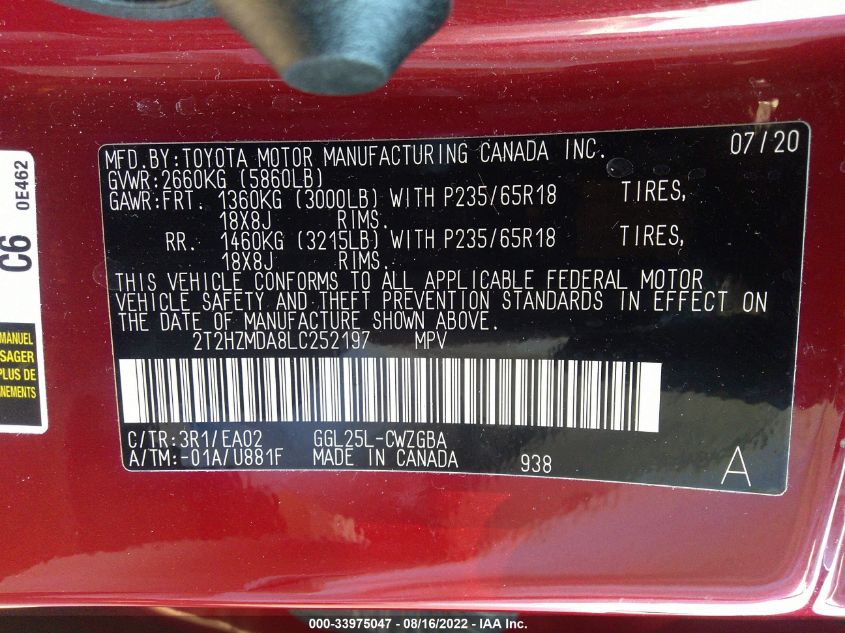 MFD.BY:TOYOTA MOTOR MANUFACTURING CANADA INC. 07/20
GVWR:2660KG (5860LB)
GAWR:FRT. 1360KG (3000LB) WITH P235/65R18 TIRES,
18X8J RIMS.
RR. 1460KG (3215LB) WITH P235/65R18 TIRES,
18X8J RIMS.
THIS VEHICLE CONFORMS TO ALL APPLICABLE FEDERAL MOTOR
VEHICLE SAFETY AND THEFT PREVENTION STANDARDS IN EFFECT ON
THE DATE OF MANUFACTURE SHOWN ABOVE.
2T2HZMDA8LC252197 MPV
C/TR:3R1/EA02 GGL25L-CWZGBA
A/TM:-01A/U881F MADE IN CANADA 938 A
C6 0E462
MANUEL
SAGER
PLUS DE
NEMENTS
000-33975047 - 08/16/2022 - IAA Inc.